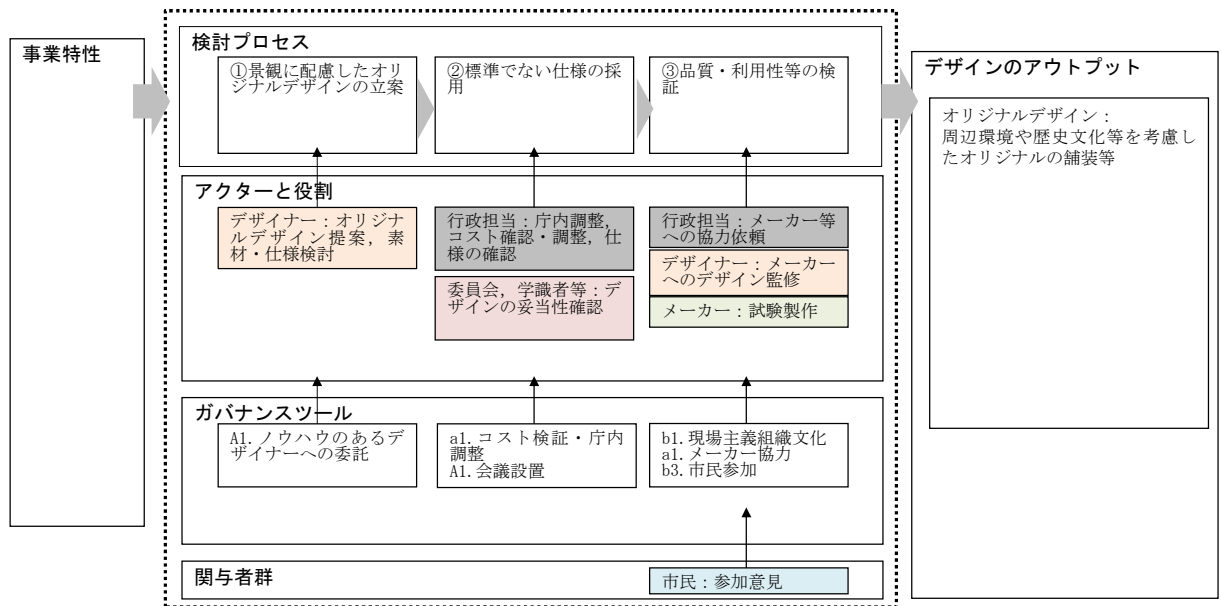 事業特性
検討プロセス
①景観に配慮したオリ
ジナルデザインの立案
②標準でない仕様の採
用
③品質・利用性等の検
証
アクターと役割
デザイナー：オリジナ
ルデザイン提案，素
材・仕様検討
行政担当：庁内調整，
コスト確認・調整，仕
様の確認
委員会，学識者等：デ
ザインの妥当性確認
行政担当：メーカー等
への協力依頼
デザイナー：メーカー
へのデザイン監修
メーカー：試験製作
ガバナンスツール
A1.ノウハウのあるデ
ザイナーへの委託
a1.コスト検証・庁内
調整
A1.会議設置
b1.現場主義組織文化
a1.メーカー協力
b3.市民参加
関与者群
市民：参加意見
デザインのアウトプット
オリジナルデザイン：
周辺環境や歴史文化等を考慮し
たオリジナルの舗装等